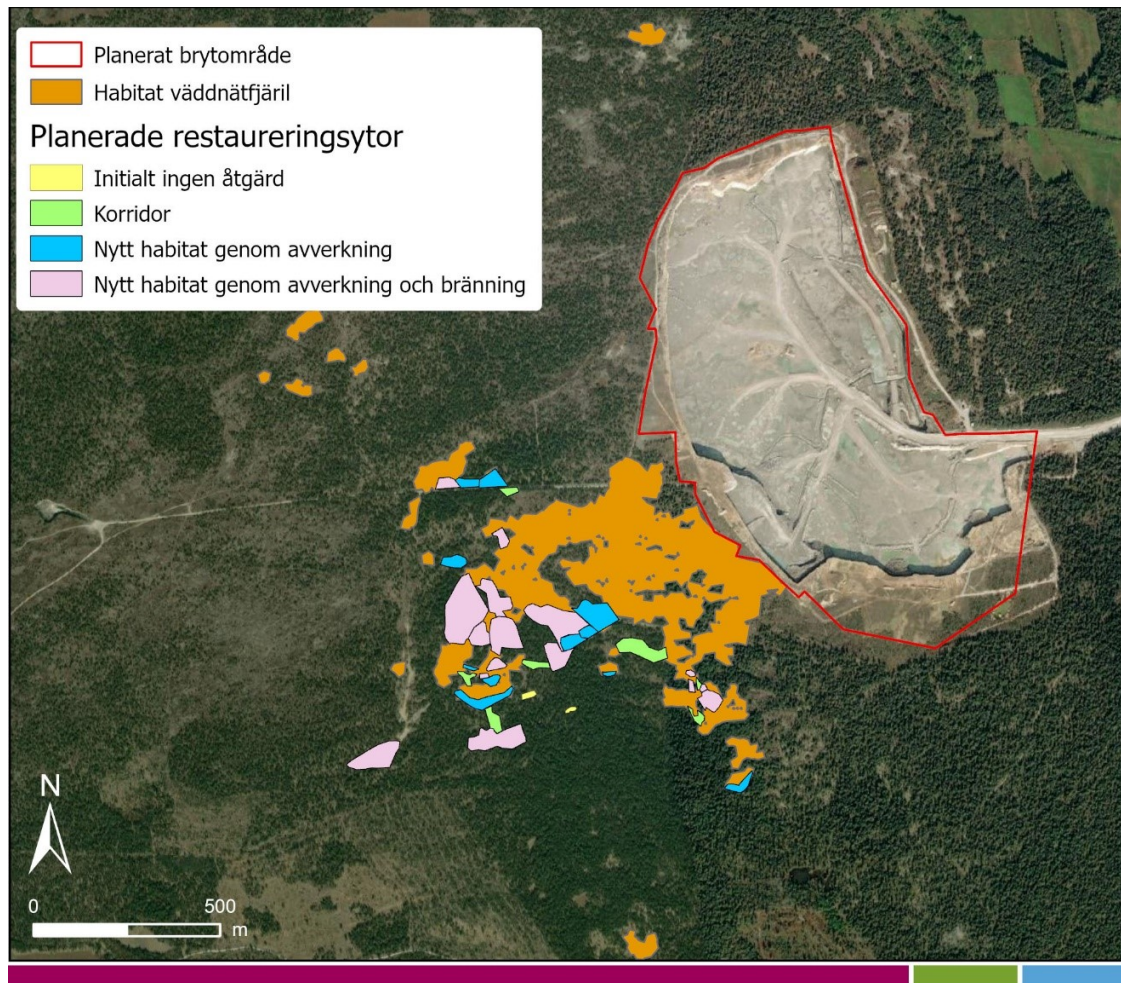 Planerat brytområde
Habitat väddnätfjäril
Planerade restaureringsytor
Initialt ingen åtgärd
Korridor
Nytt habitat genom avverkning
Nytt habitat genom avverkning och bränning
N
0 500
m